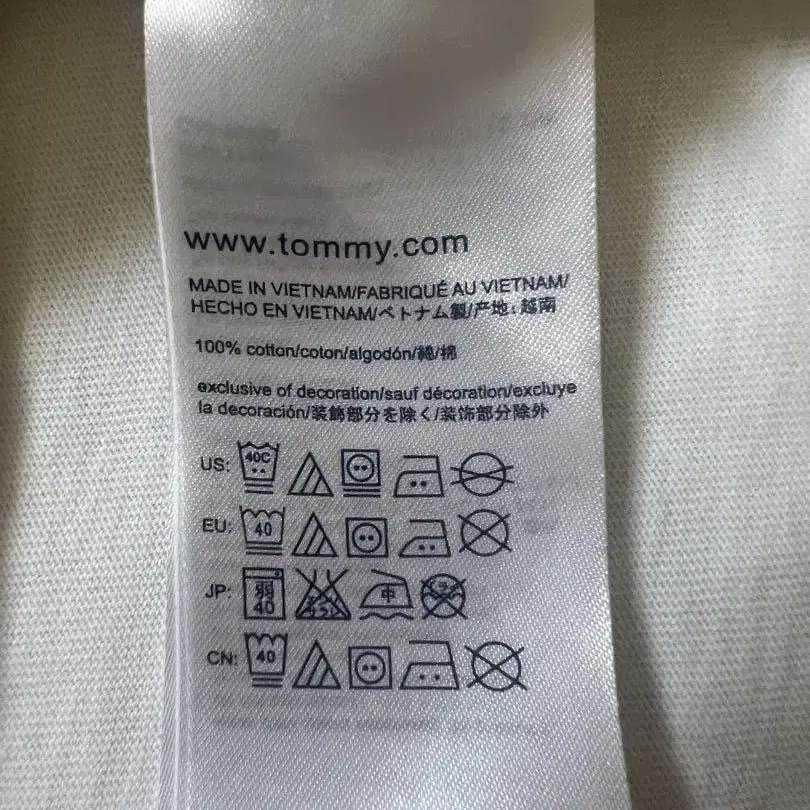 www.tommy.com
MADE IN VIETNAM/FABRIQUÉ AU VIETNAM/
HECHO EN VIETNAM/ベトナム製/产地:越南
100% cotton/coton/algodón/綿/棉
exclusive of decoration/sauf décoration/excluye
la decoración/装飾部分を除く/装饰部分除外
US: 40C
EU: 40
JP: 弱 40 中
CN: 40